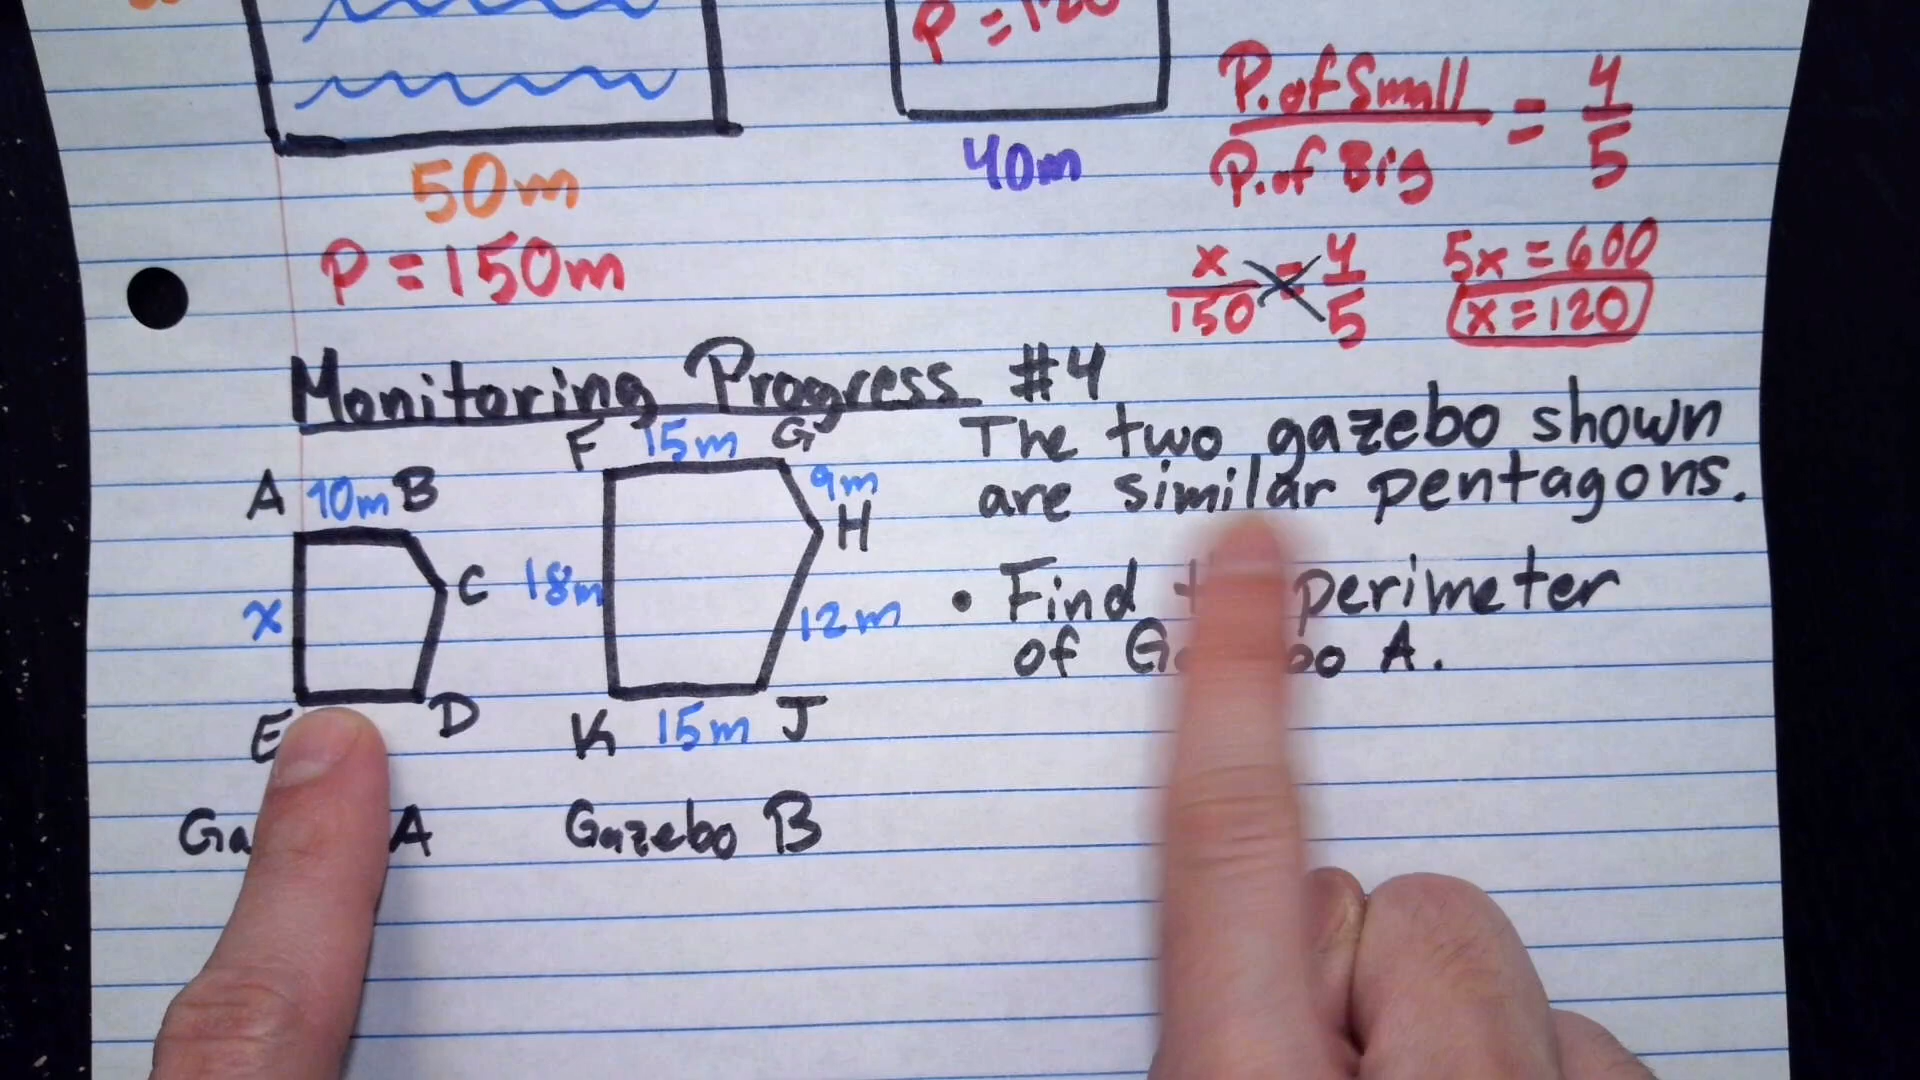 P = 120
P. of Small
P. of Big
=
4
5
50m
40m
P = 150m
x
150
=
4
5
5x = 600
x = 120
Monitoring Progress #4
F 15m G
The two gazebo shown
A 10m B
9m
are similar pentagons.
H
x
C
18m
12m
• Find perimeter
of A.
E
D
K 15m J
A
Gazebo B